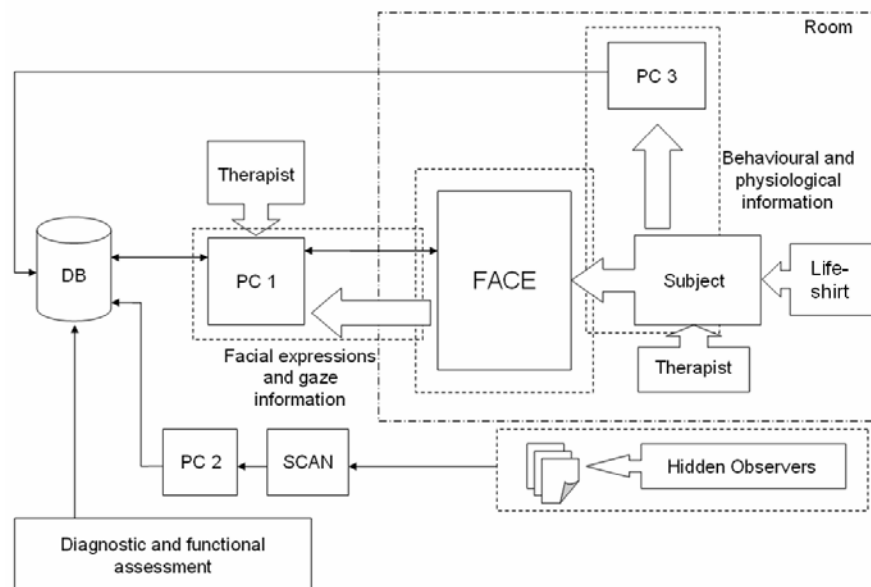 Room
PC 3
Behavioural and
physiological
information
Therapist
DB
PC 1
FACE
Subject
Life-
shirt
Facial expressions
and gaze
information
Therapist
PC 2
SCAN
Hidden Observers
Diagnostic and functional
assessment